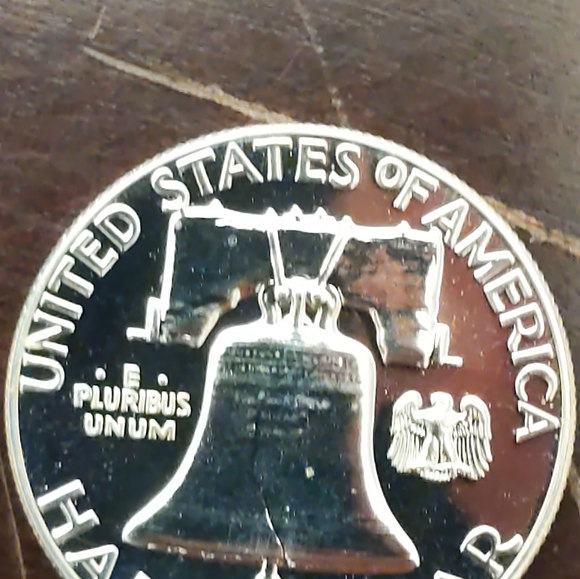 UNITED STATES OF AMERICA
E
PLURIBUS
UNUM